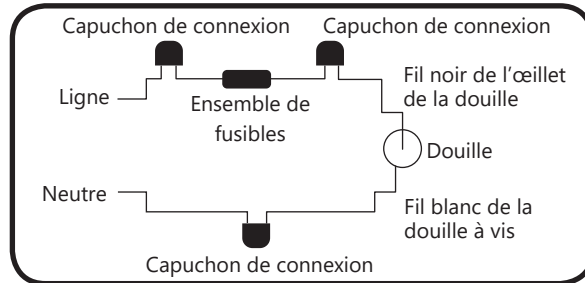 Capuchon de connexion
Capuchon de connexion
Ligne
Ensemble de
fusibles
Fil noir de l’œillet
de la douille
Douille
Neutre
Fil blanc de la
douille à vis
Capuchon de connexion